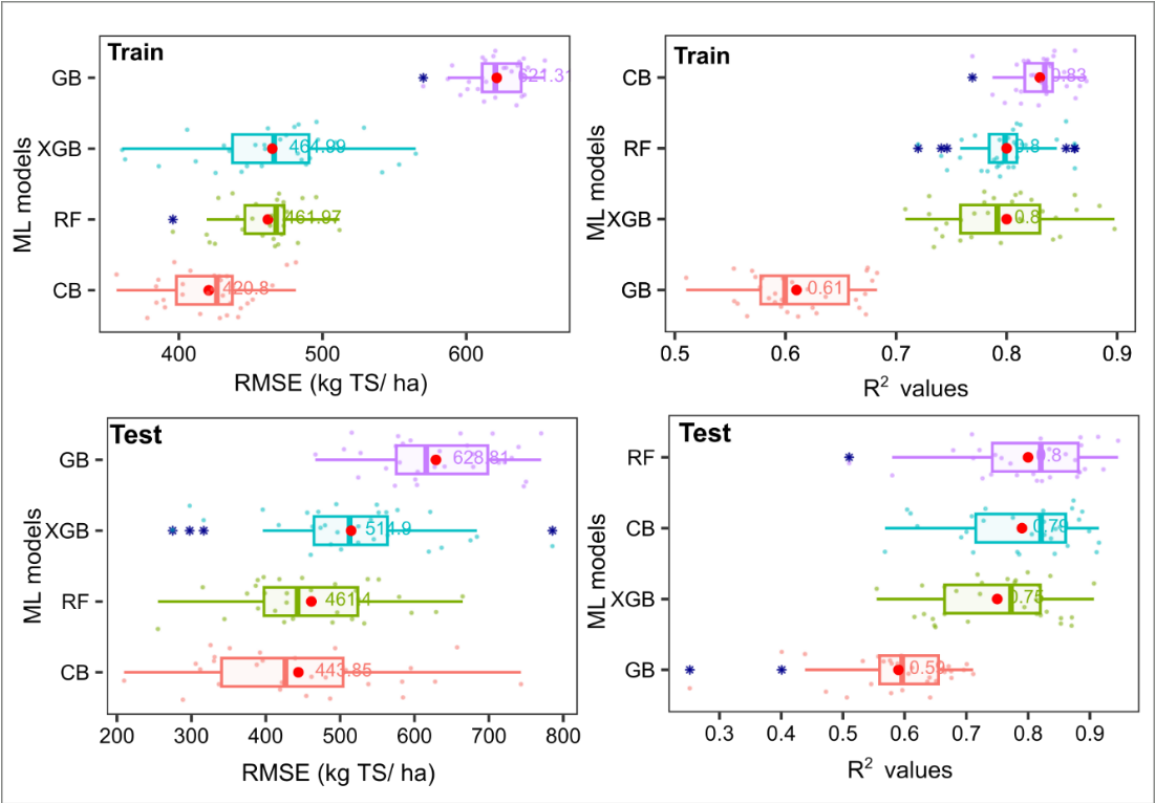 Train
GB
621.31
XGB
464.99
RF
461.97
CB
420.8
ML models
400 500 600
RMSE (kg TS/ ha)
Train
CB
0.83
RF
0.8
XGB
0.8
GB
0.61
ML models
0.5 0.6 0.7 0.8 0.9
R² values
Test
GB
628.81
XGB
514.9
RF
461.4
CB
443.85
ML models
200 300 400 500 600 700 800
RMSE (kg TS/ ha)
Test
RF
0.8
CB
0.79
XGB
0.75
GB
0.59
ML models
0.3 0.4 0.5 0.6 0.7 0.8 0.9
R² values